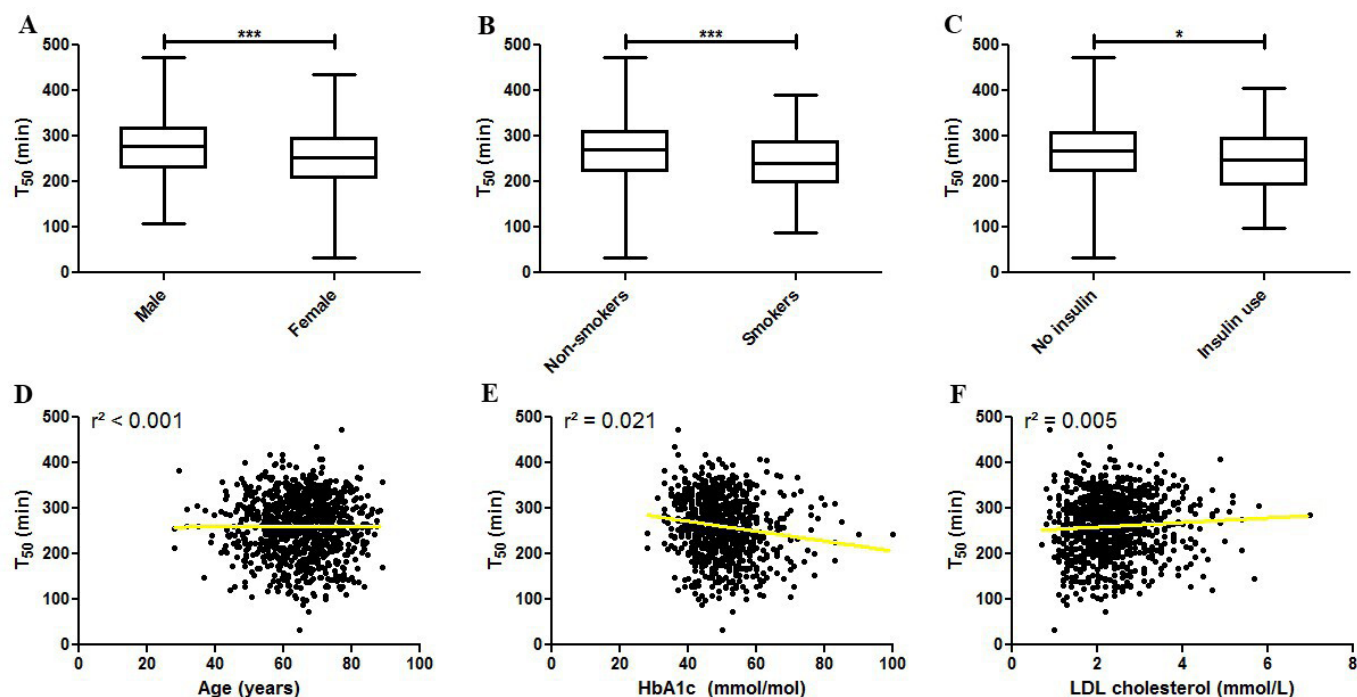 A
***
500
400
300
200
100
0
T₅₀ (min)
Male
Female
B
***
500
400
300
200
100
0
T₅₀ (min)
Non-smokers
Smokers
C
*
500
400
300
200
100
0
T₅₀ (min)
No insulin
Insulin use
D
r² < 0.001
500
400
300
200
100
0
T₅₀ (min)
0 20 40 60 80 100
Age (years)
E
r² = 0.021
500
400
300
200
100
0
T₅₀ (min)
0 20 40 60 80 100
HbA1c (mmol/mol)
F
r² = 0.005
500
400
300
200
100
0
T₅₀ (min)
0 2 4 6 8
LDL cholesterol (mmol/L)